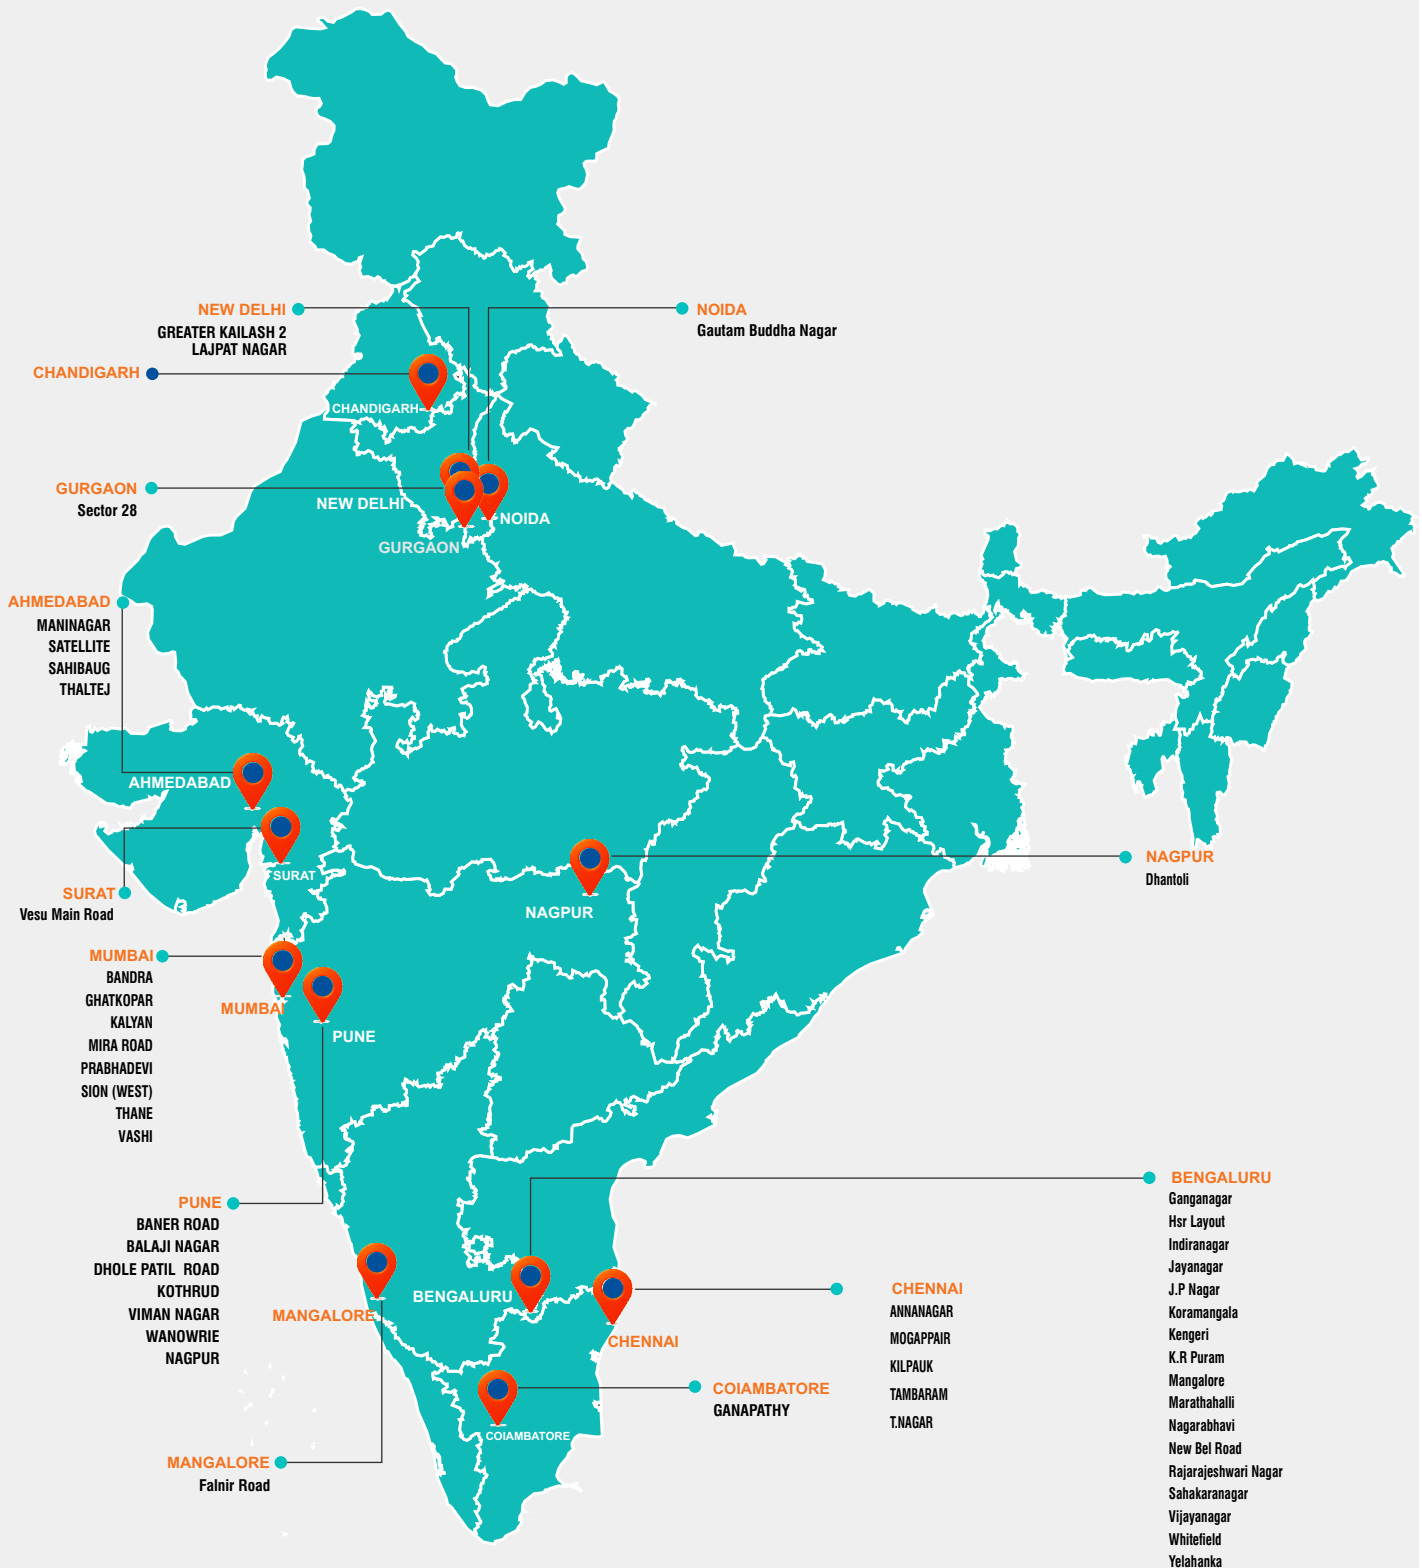 NEW DELHI
GREATER KAILASH 2
LAJPAT NAGAR
NOIDA
Gautam Buddha Nagar
CHANDIGARH
CHANDIGARH
GURGAON
Sector 28
NEW DELHI
NOIDA
GURGAON
AHMEDABAD
MANINAGAR
SATELLITE
SAHIBAUG
THALTEJ
AHMEDABAD
SURAT
SURAT
Vesu Main Road
NAGPUR
Dhantoli
NAGPUR
MUMBAI
BANDRA
GHATKOPAR
KALYAN
MIRA ROAD
PRABHADEVI
SION (WEST)
THANE
VASHI
MUMBAI
PUNE
PUNE
BANER ROAD
BALAJI NAGAR
DHOLE PATIL ROAD
KOTHRUD
VIMAN NAGAR
WANOWRIE
NAGPUR
MANGALORE
BENGALURU
CHENNAI
COIAMBATORE
MANGALORE
Falnir Road
COIAMBATORE
GANAPATHY
CHENNAI
ANNANAGAR
MOGAPPAIR
KILPAUK
TAMBARAM
T.NAGAR
BENGALURU
Ganganagar
Hsr Layout
Indiranagar
Jayanagar
J.P Nagar
Koramangala
Kengeri
K.R Puram
Mangalore
Marathahalli
Nagarabhavi
New Bel Road
Rajarajeshwari Nagar
Sahakaranagar
Vijayanagar
Whitefield
Yelahanka